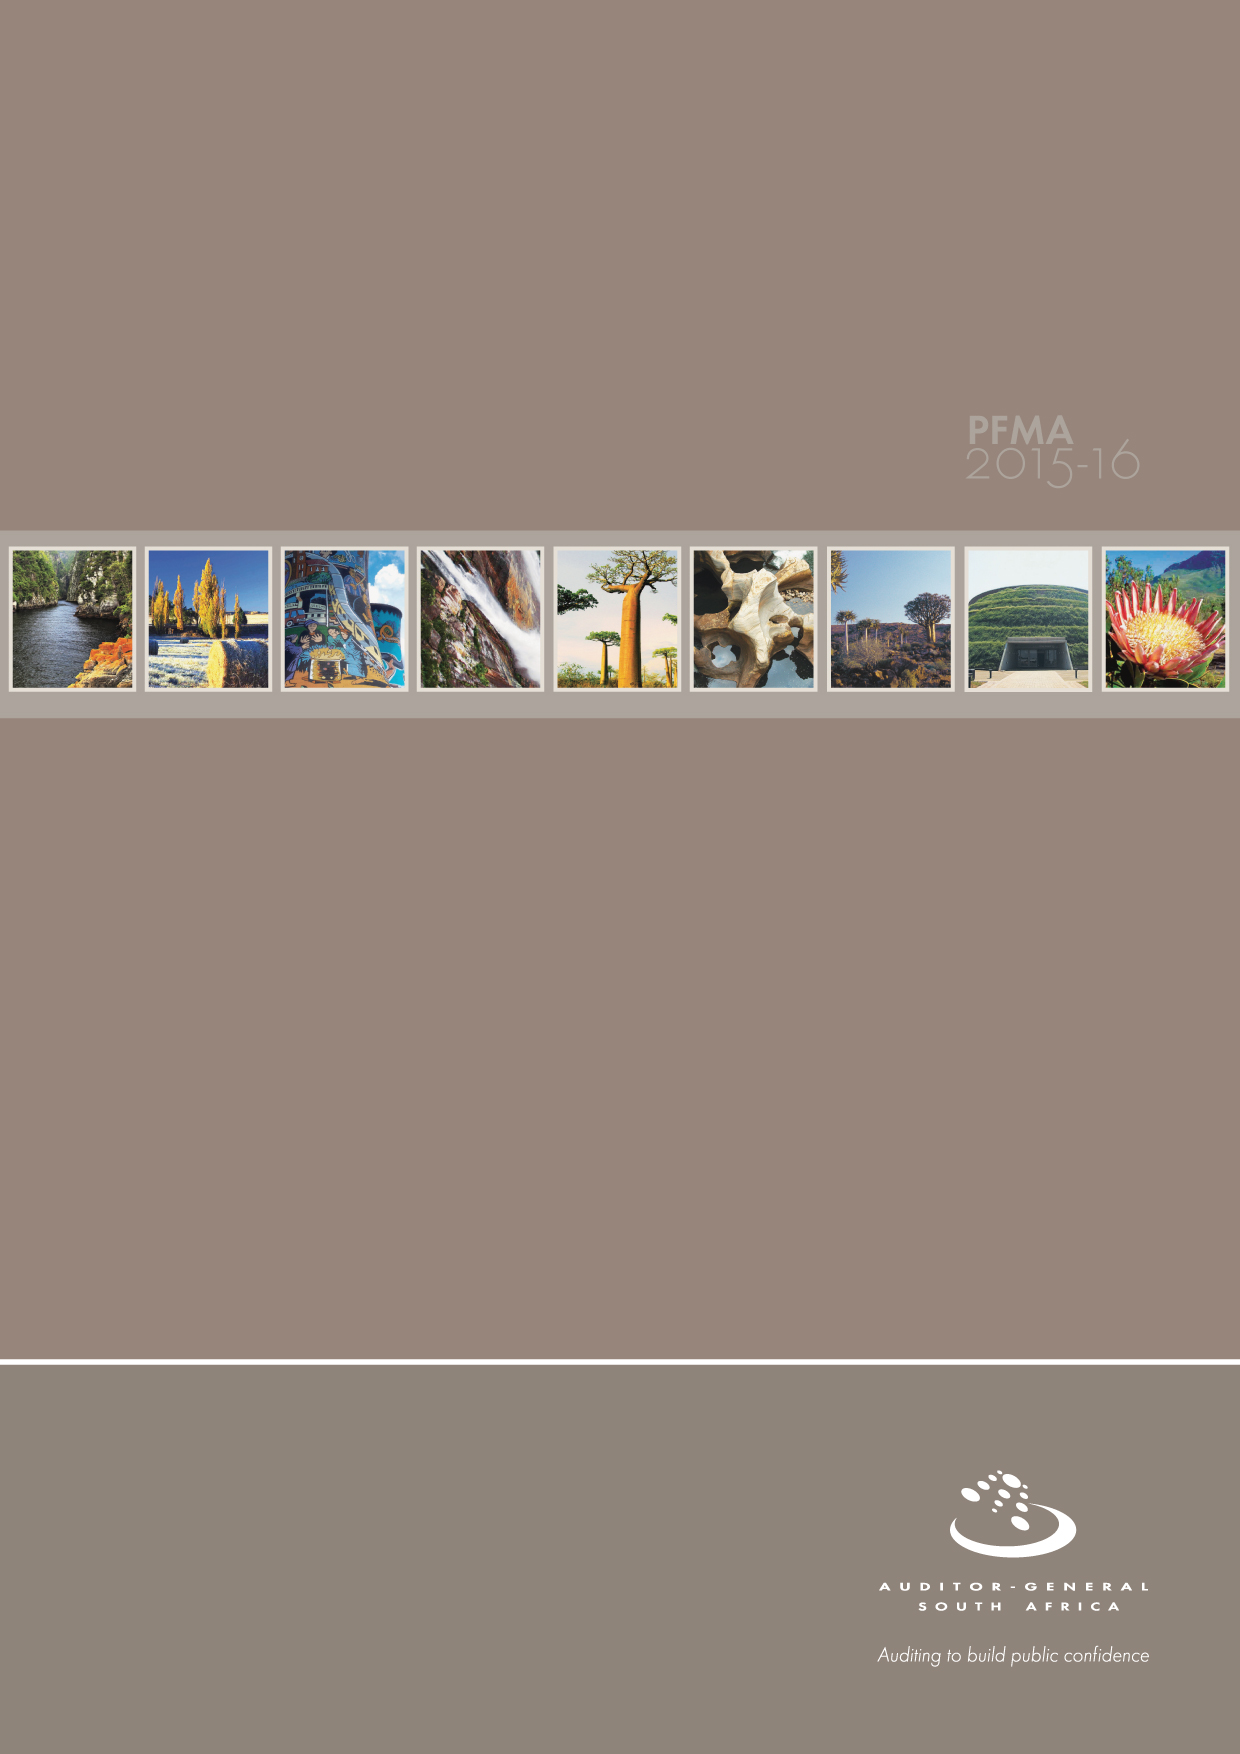 PFMA
2015-16
AUDITOR-GENERAL
SOUTH AFRICA
Auditing to build public confidence